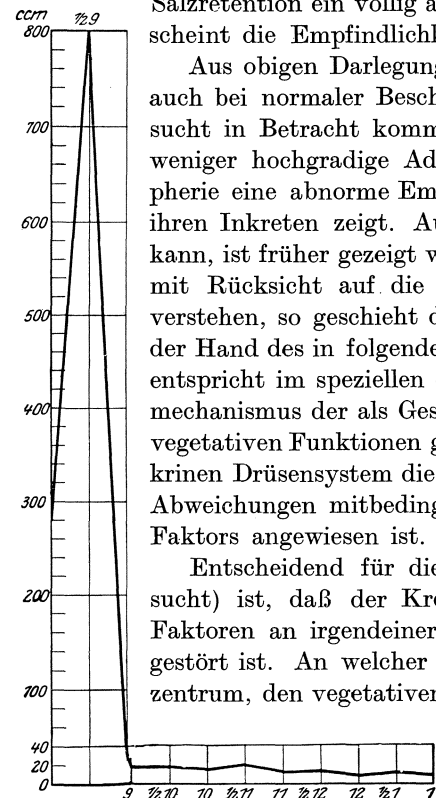 Salzretention ein völlig a
ccm
½9
800
scheint die Empfindlichk
Aus obigen Darlegung
auch bei normaler Besch
700
sucht in Betracht komm
weniger hochgradige Ad
pherie eine abnorme Em
600
ihren Inkreten zeigt. Au
kann, ist früher gezeigt w
mit Rücksicht auf die
500
verstehen, so geschieht d
der Hand des in folgende
entspricht im speziellen
400
mechanismus der als Ges
vegetativen Funktionen g
krinen Drüsensystem die
300
Abweichungen mitbeding
Faktors angewiesen ist.
Entscheidend für die
200
sucht) ist, daß der Kre
Faktoren an irgendeiner
gestört ist. An welcher
100
zentrum, den vegetativen
40
20
0
9 ½10 10 ½11 11 ½12 12 ½1 1